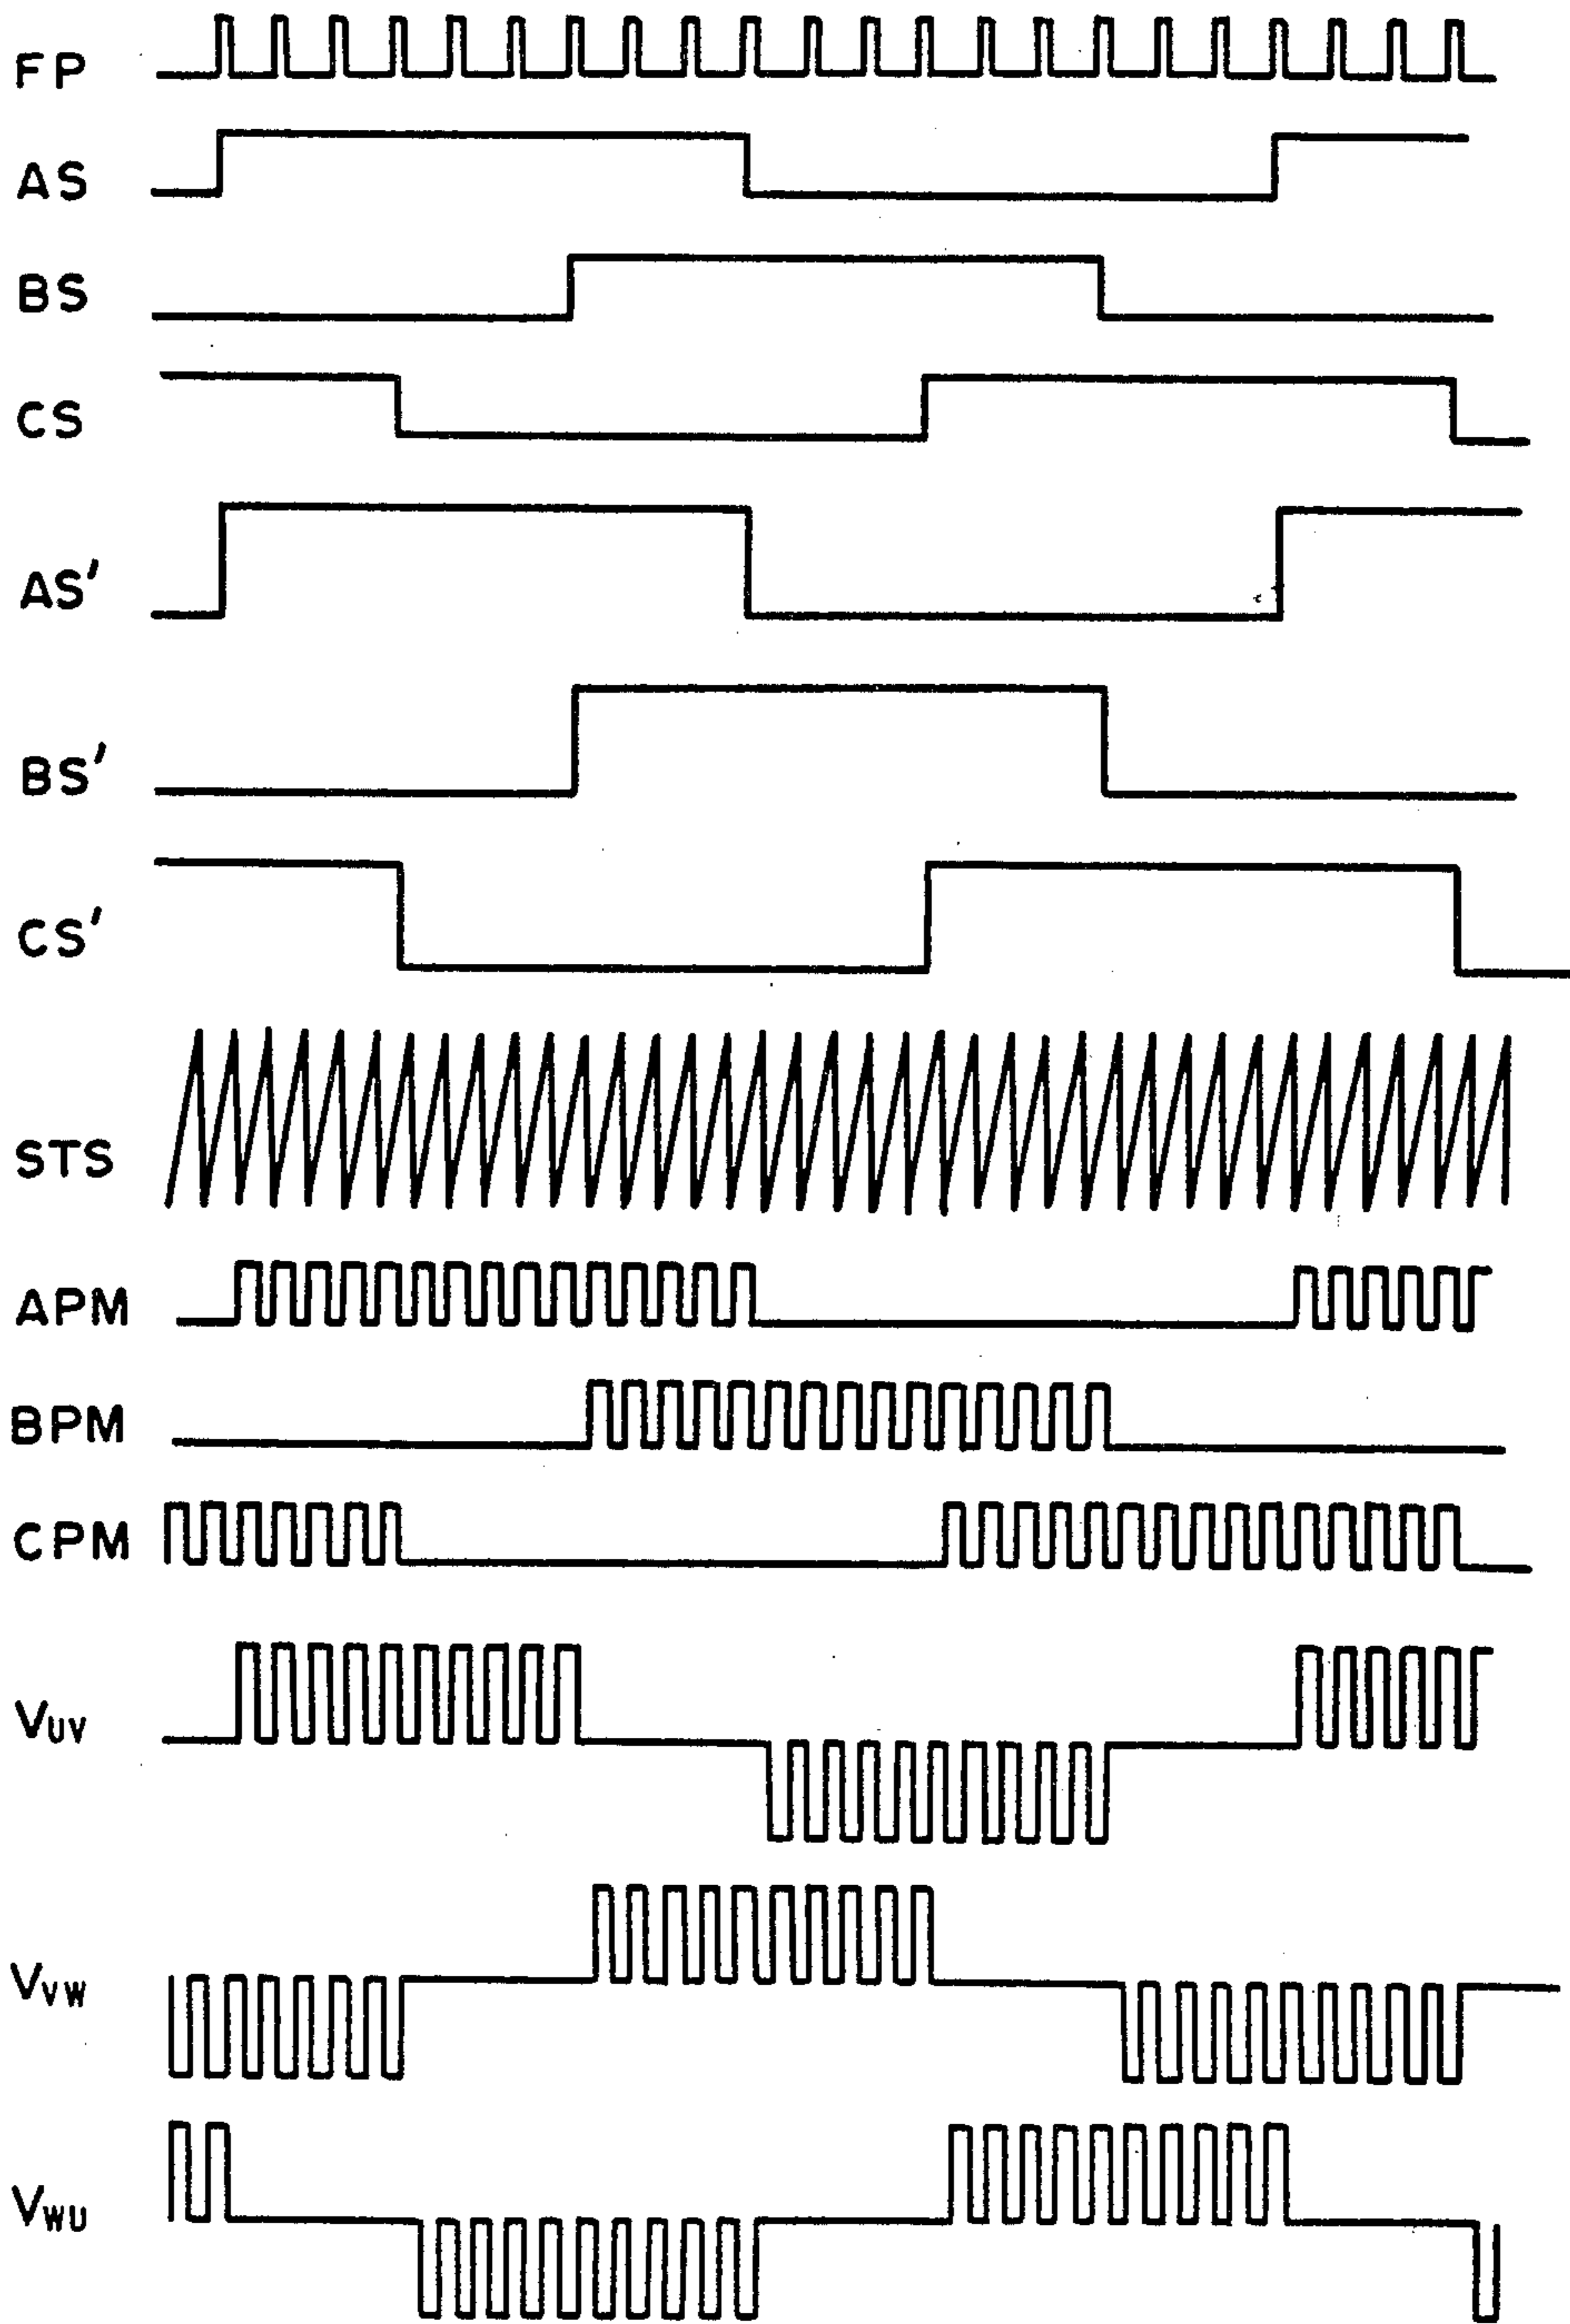 FP
AS
BS
CS
AS'
BS'
CS'
STS
APM
BPM
CPM
VUV
VVW
VWU